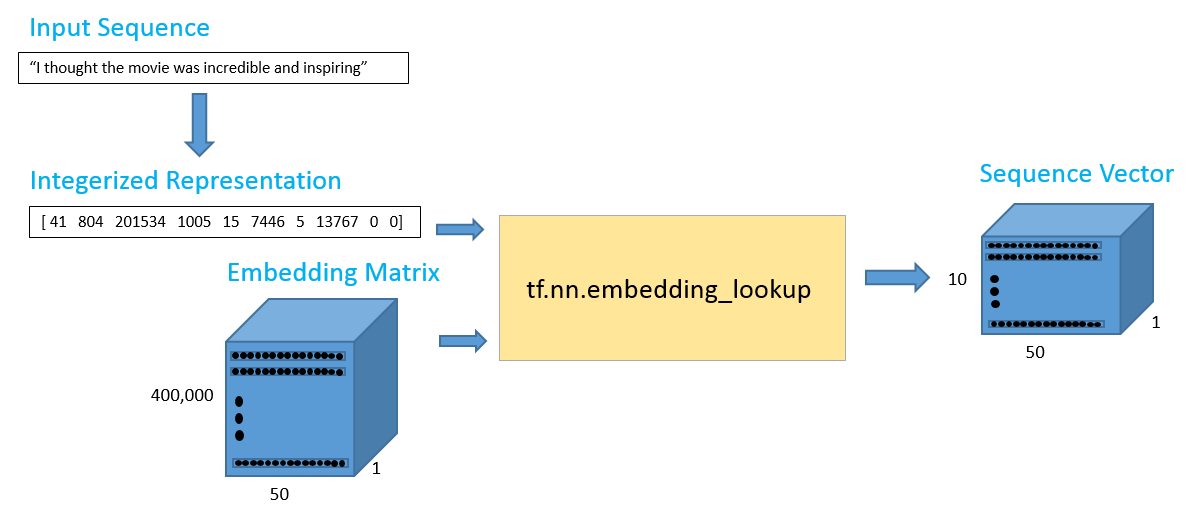 Input Sequence
“I thought the movie was incredible and inspiring”
Integerized Representation
[ 41 804 201534 1005 15 7446 5 13767 0 0]
Embedding Matrix
400,000
50
1
tf.nn.embedding_lookup
Sequence Vector
10
50
1